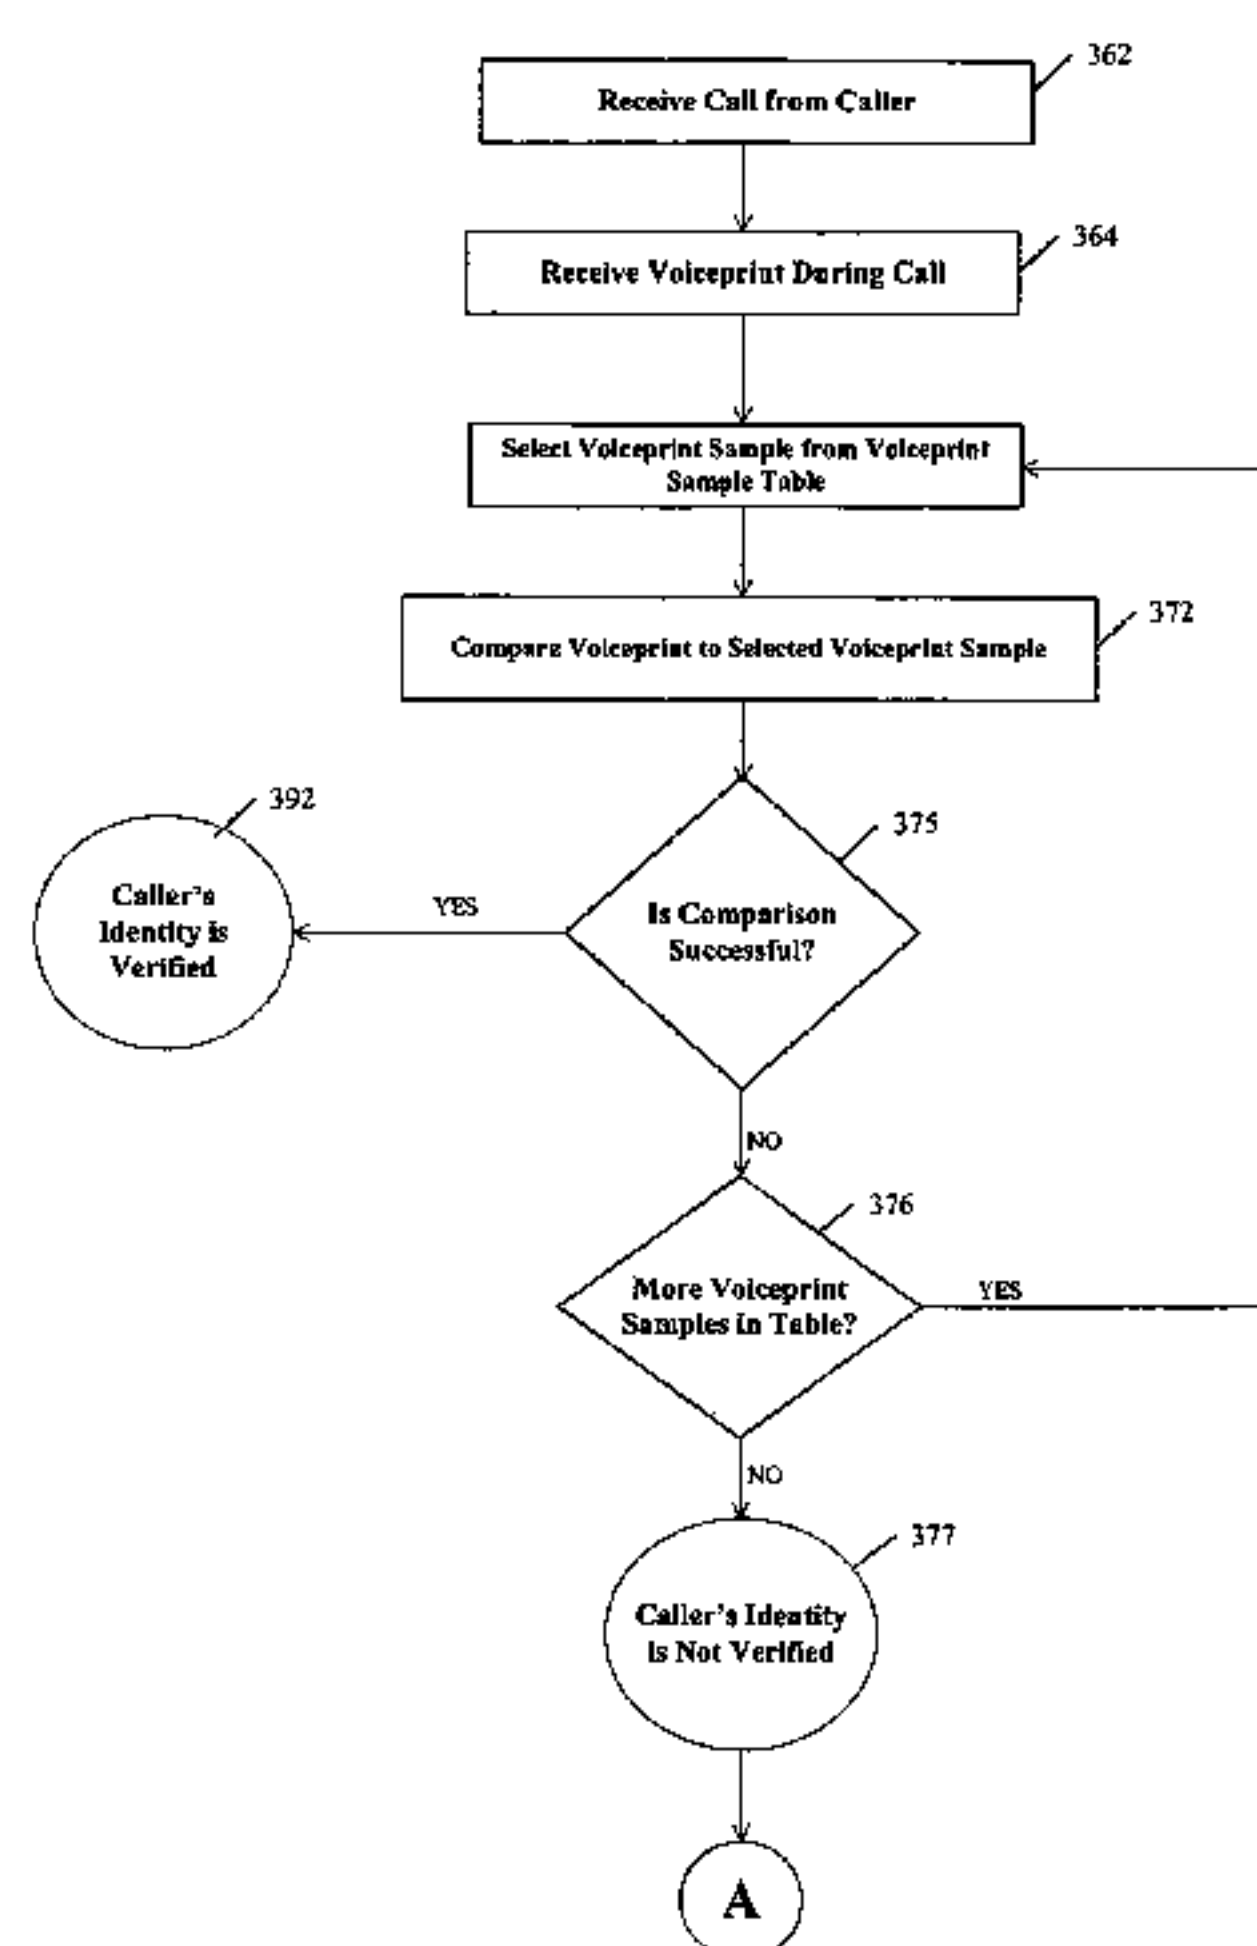 362
Receive Call from Caller
364
Receive Voiceprint During Call
Select Voiceprint Sample from Voiceprint
Sample Table
372
Compare Voiceprint to Selected Voiceprint Sample
392
375
Caller's
Identity is
Verified
YES
Is Comparison
Successful?
NO
376
More Voiceprint
Samples in Table?
YES
NO
377
Caller's Identity
is Not Verified
A